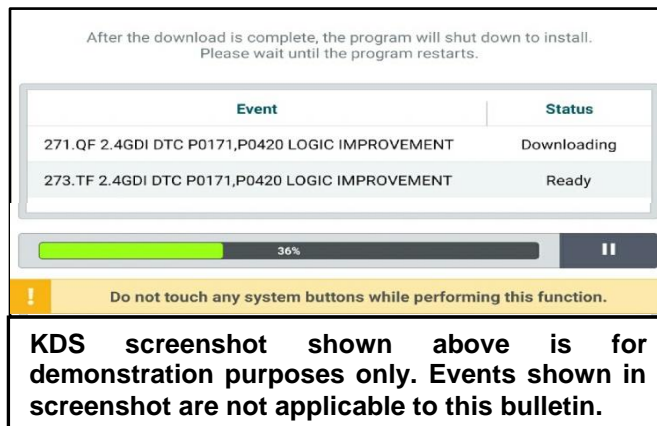 After the download is complete, the program will shut down to install.
Please wait until the program restarts.
Event Status
271.QF 2.4GDI DTC P0171,P0420 LOGIC IMPROVEMENT Downloading
273.TF 2.4GDI DTC P0171,P0420 LOGIC IMPROVEMENT Ready
36%
! Do not touch any system buttons while performing this function.
KDS screenshot shown above is for
demonstration purposes only. Events shown in
screenshot are not applicable to this bulletin.